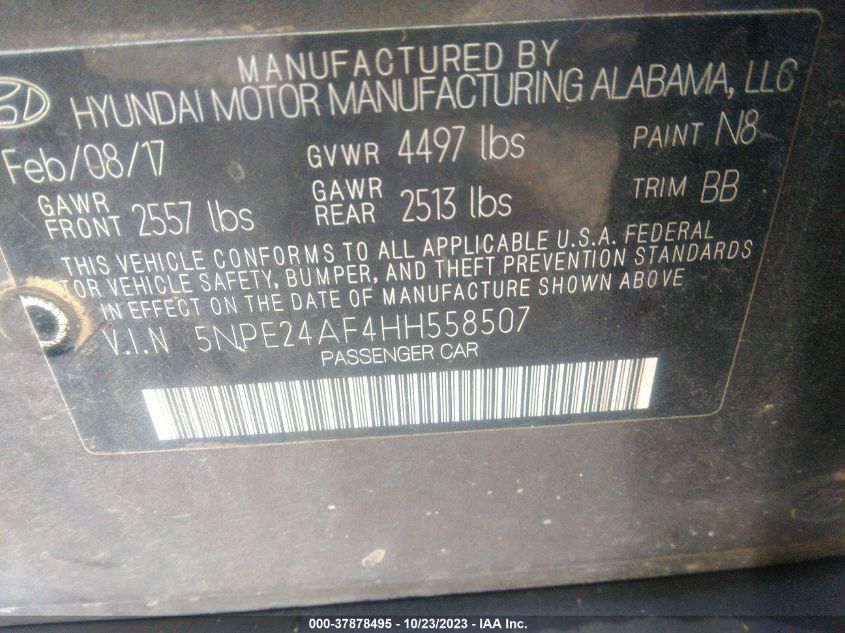 MANUFACTURED BY
HYUNDAI MOTOR MANUFACTURING ALABAMA, LLC
Feb/08/17 GVWR 4497 lbs PAINT N8
GAWR FRONT 2557 lbs GAWR REAR 2513 lbs TRIM BB
THIS VEHICLE CONFORMS TO ALL APPLICABLE U.S.A. FEDERAL
TOR VEHICLE SAFETY, BUMPER, AND THEFT PREVENTION STANDARDS
IN EFFECT ON THE DATE OF MANUFACTURE SHOWN ABOVE
V.I.N 5NPE24AF4HH558507
PASSENGER CAR
000-37878495 - 10/23/2023 - IAA Inc.